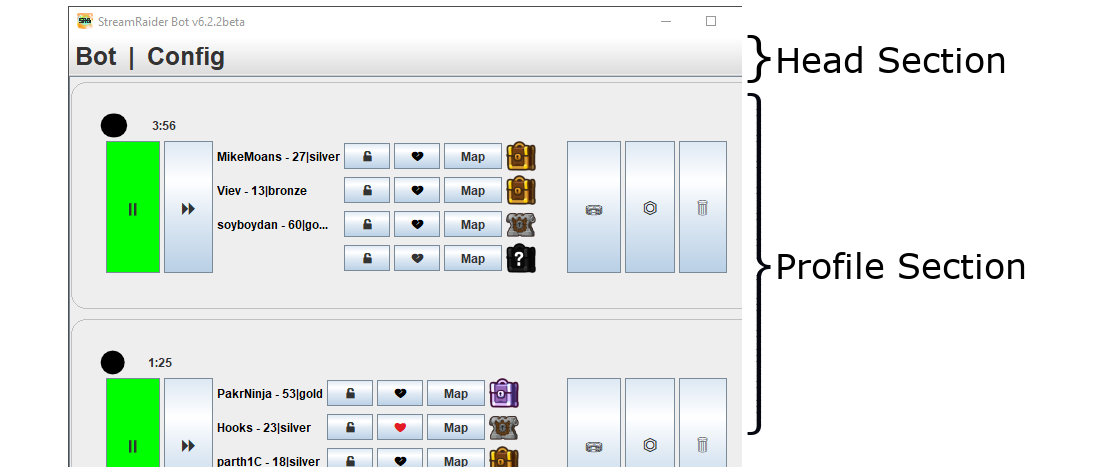 StreamRaider Bot v6.2.2beta
Bot | Config
Head Section
3:56
MikeMoans - 27|silver Map
Viev - 13|bronze Map
soyboydan - 60|go... Map
Map ?
Profile Section
1:25
PakrNinja - 53|gold Map
Hooks - 23|silver Map
parth1C - 18|silver Map